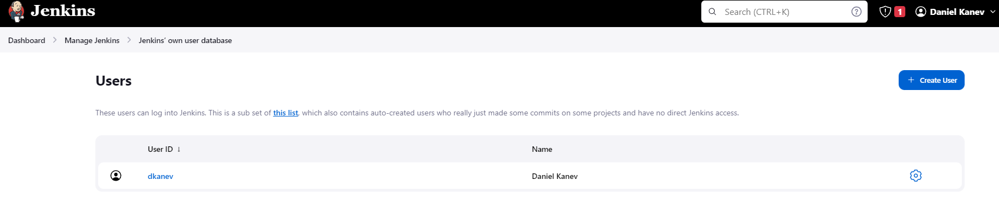 Jenkins
Search (CTRL+K)
1
Daniel Kanev
Dashboard
Manage Jenkins
Jenkins’ own user database
Users
+ Create User
These users can log into Jenkins. This is a sub set of this list, which also contains auto-created users who really just made some commits on some projects and have no direct Jenkins access.
User ID ↓ Name
dkanev Daniel Kanev